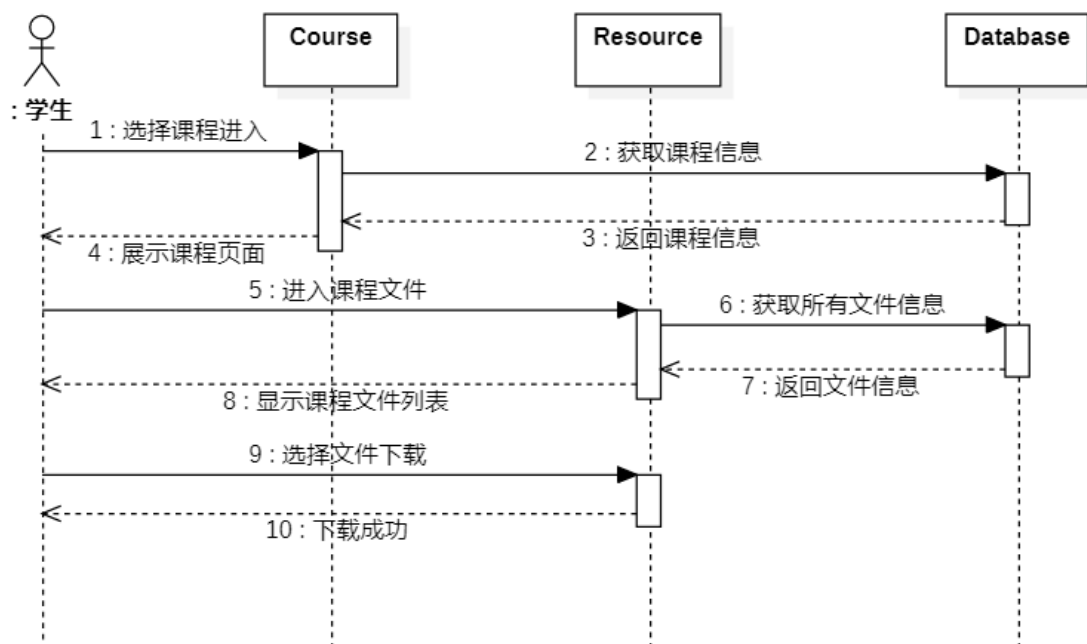 Course
Resource
Database
: 学生
1 : 选择课程进入
2 : 获取课程信息
3 : 返回课程信息
4 : 展示课程页面
5 : 进入课程文件
6 : 获取所有文件信息
7 : 返回文件信息
8 : 显示课程文件列表
9 : 选择文件下载
10 : 下载成功